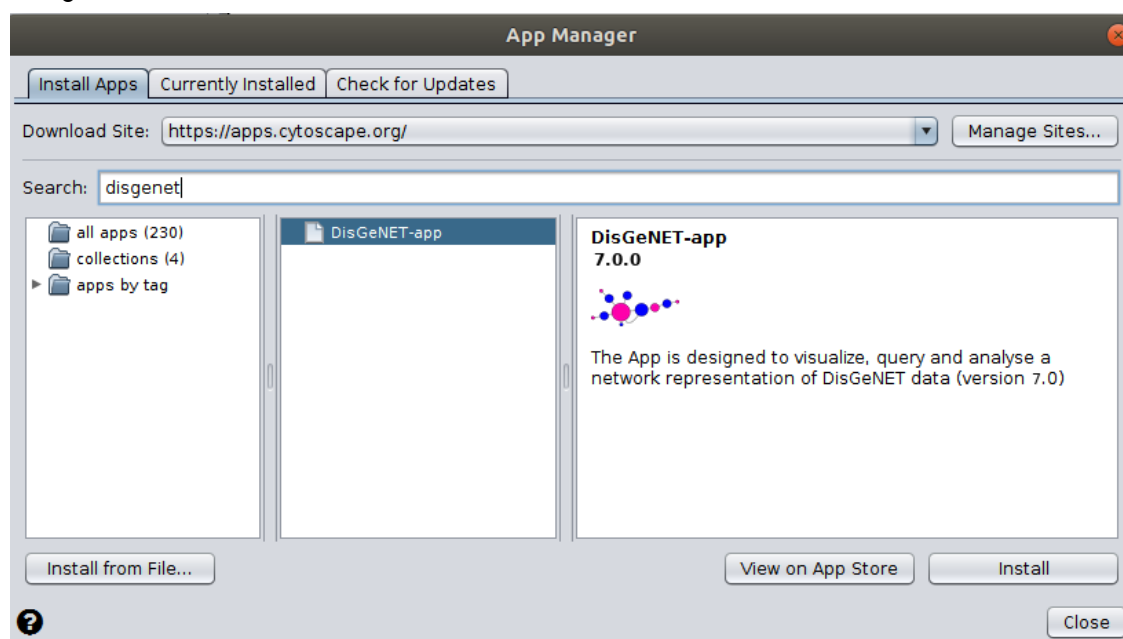 App Manager
Install Apps Currently Installed Check for Updates
Download Site: https://apps.cytoscape.org/ Manage Sites...
Search: disgenet
all apps (230)
collections (4)
apps by tag
DisGeNET-app
DisGeNET-app
7.0.0
The App is designed to visualize, query and analyse a
network representation of DisGeNET data (version 7.0)
Install from File... View on App Store Install
? Close